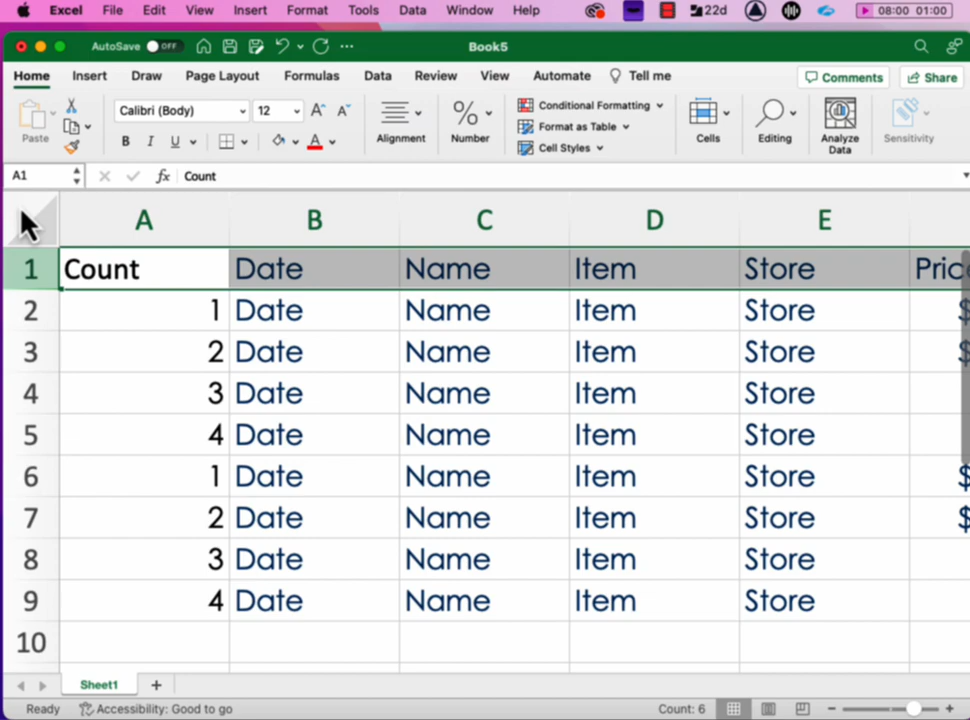 Excel File Edit View Insert Format Tools Data Window Help 22d 08:00 01:00
AutoSave OFF Book5
Home Insert Draw Page Layout Formulas Data Review View Automate Tell me Comments Share
Calibri (Body) 12 A A % Conditional Formatting
Format as Table
Paste B I U A Alignment Number Cell Styles Cells Editing Analyze Data Sensitivity
A1 fx Count
A B C D E
1 Count Date Name Item Store Pric
2 1 Date Name Item Store $
3 2 Date Name Item Store $
4 3 Date Name Item Store
5 4 Date Name Item Store
6 1 Date Name Item Store $
7 2 Date Name Item Store $
8 3 Date Name Item Store
9 4 Date Name Item Store
10
Sheet1 +
Ready Accessibility: Good to go Count: 6 − +